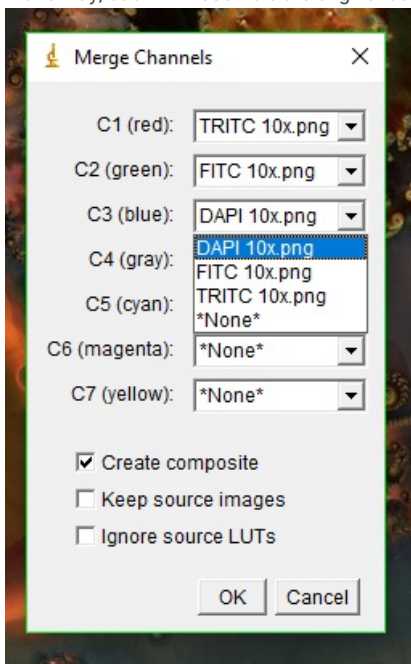 Merge Channels
C1 (red): TRITC 10x.png
C2 (green): FITC 10x.png
C3 (blue): DAPI 10x.png
C4 (gray): DAPI 10x.png
FITC 10x.png
C5 (cyan): TRITC 10x.png
*None*
C6 (magenta): *None*
C7 (yellow): *None*
Create composite
Keep source images
Ignore source LUTs
OK Cancel